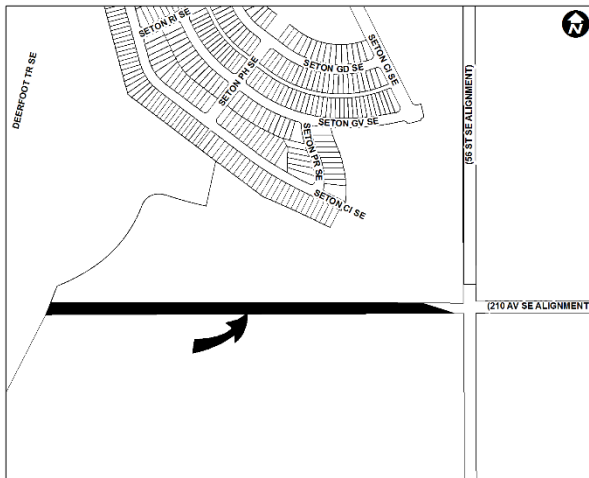 SETON RI SE
SETON CI SE
N
DEERFOOT TR SE
SETON GD SE
SETON PH SE
SETON GV SE
(56 ST SE ALIGNMENT)
SETON PR SE
SETON CI SE
(210 AV SE ALIGNMENT